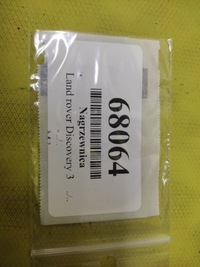 68064
Nagrzewnica
Land rover Discovery 3